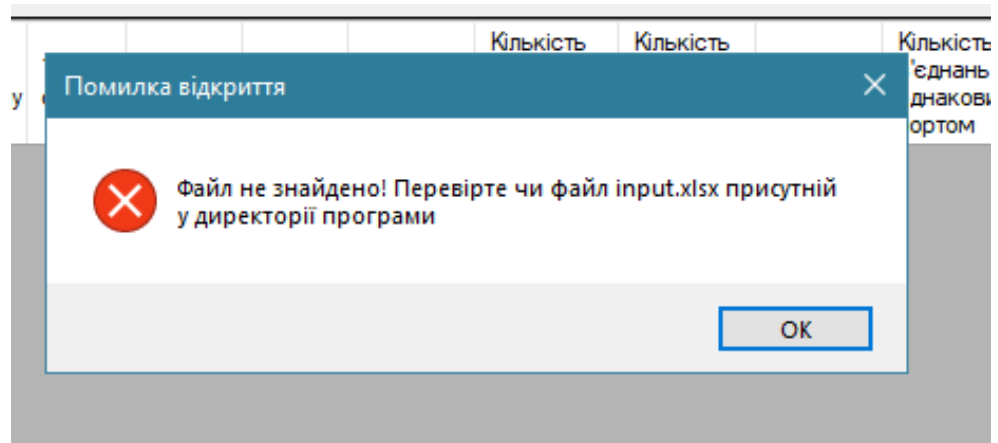 Кількість Кількість Кількість
Помилка відкриття
'єднань
у
днакови
ортом
Файл не знайдено! Перевірте чи файл input.xlsx присутній
у директорії програми
OK